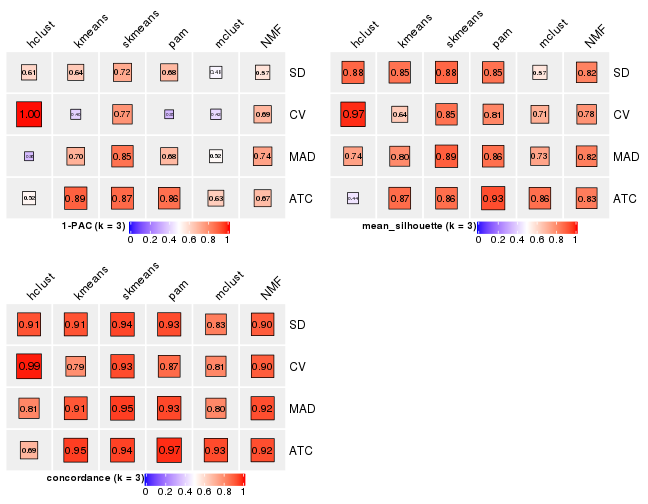 hclust kmeans skmeans pam mclust NMF
0.61 0.64 0.72 0.68 0.57 SD
1.00 0.77 0.69 CV
0.70 0.85 0.68 0.52 0.74 MAD
0.52 0.89 0.87 0.86 0.63 0.67 ATC
1-PAC (k = 3)
0 0.2 0.4 0.6 0.8 1
hclust kmeans skmeans pam mclust NMF
0.88 0.85 0.88 0.85 0.57 0.82 SD
0.97 0.64 0.85 0.81 0.71 0.78 CV
0.74 0.80 0.89 0.86 0.73 0.82 MAD
0.44 0.87 0.86 0.93 0.86 0.83 ATC
mean_silhouette (k = 3)
0 0.2 0.4 0.6 0.8 1
hclust kmeans skmeans pam mclust NMF
0.91 0.91 0.94 0.93 0.83 0.90 SD
0.99 0.79 0.93 0.87 0.81 0.90 CV
0.81 0.91 0.95 0.93 0.80 0.92 MAD
0.69 0.95 0.94 0.97 0.93 0.92 ATC
concordance (k = 3)
0 0.2 0.4 0.6 0.8 1